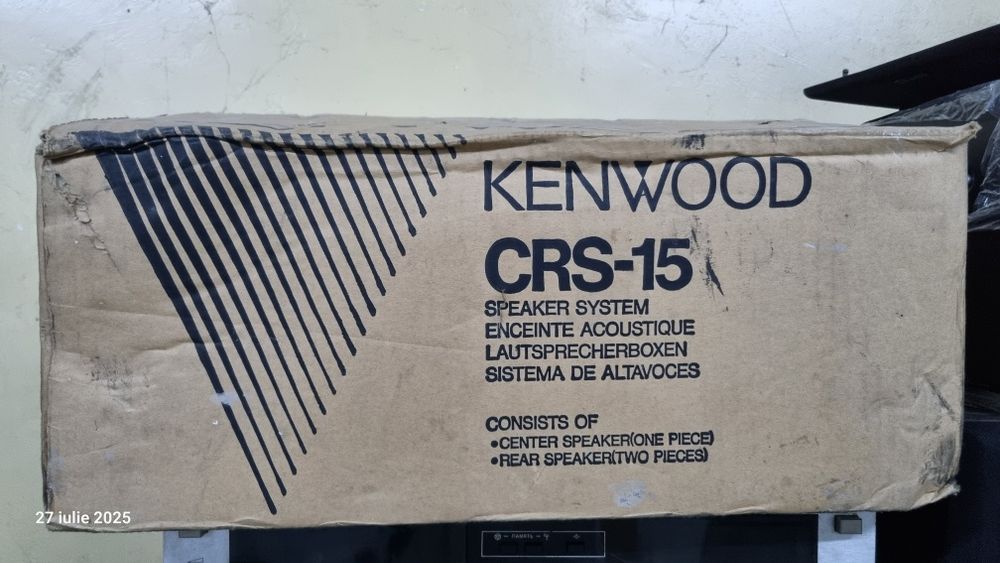 KENWOOD
CRS-15
SPEAKER SYSTEM
ENCEINTE ACOUSTIQUE
LAUTSPRECHERBOXEN
SISTEMA DE ALTAVOCES
CONSISTS OF
•CENTER SPEAKER(ONE PIECE)
•REAR SPEAKER(TWO PIECES)
27 iulie 2025
ПАМЯТЬ